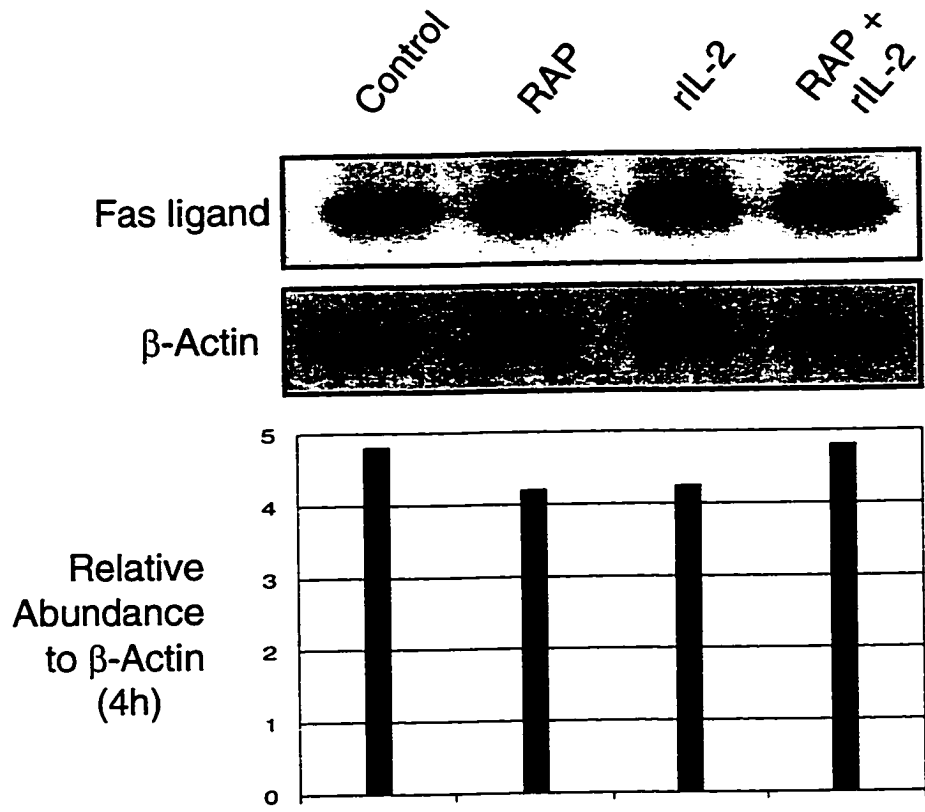 Control
RAP
rIL-2
RAP +
rIL-2
Fas ligand
β-Actin
5
4
3
2
1
0
Relative
Abundance
to β-Actin
(4h)